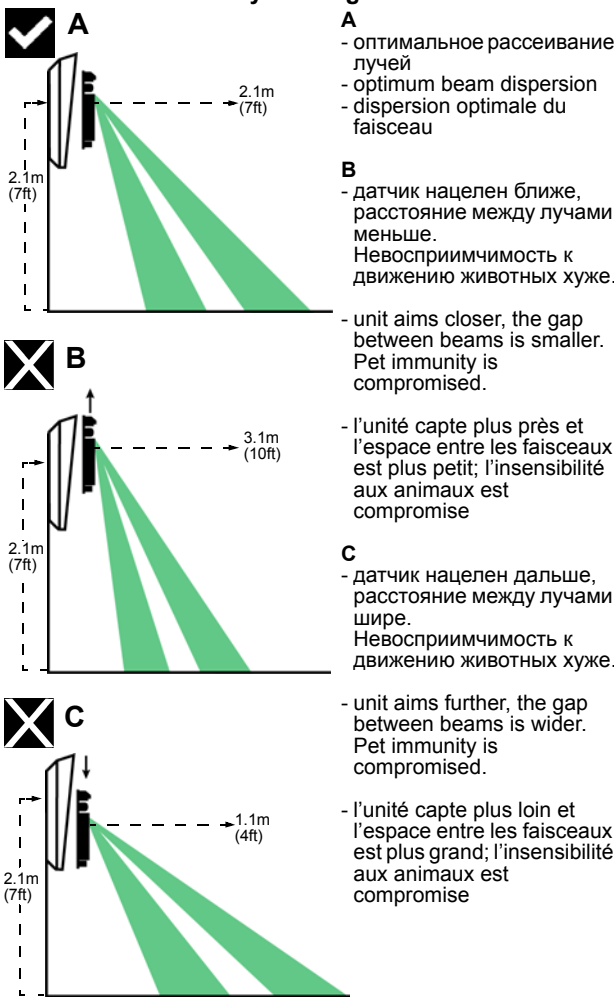 A
2.1m
(7ft)
2.1m
(7ft)
B
3.1m
(10ft)
2.1m
(7ft)
C
1.1m
(4ft)
2.1m
(7ft)
A
- оптимальное рассеивание
лучей
- optimum beam dispersion
- dispersion optimale du
faisceau
B
- датчик нацелен ближе,
расстояние между лучами
меньше.
Невосприимчимость к
движению животных хуже.
- unit aims closer, the gap
between beams is smaller.
Pet immunity is
compromised.
- l’unité capte plus près et
l’espace entre les faisceaux
est plus petit; l’insensibilité
aux animaux est
compromise
C
- датчик нацелен дальше,
расстояние между лучами
шире.
Невосприимчимость к
движению животных хуже.
- unit aims further, the gap
between beams is wider.
Pet immunity is
compromised.
- l’unité capte plus loin et
l’espace entre les faisceaux
est plus grand; l’insensibilité
aux animaux est
compromise